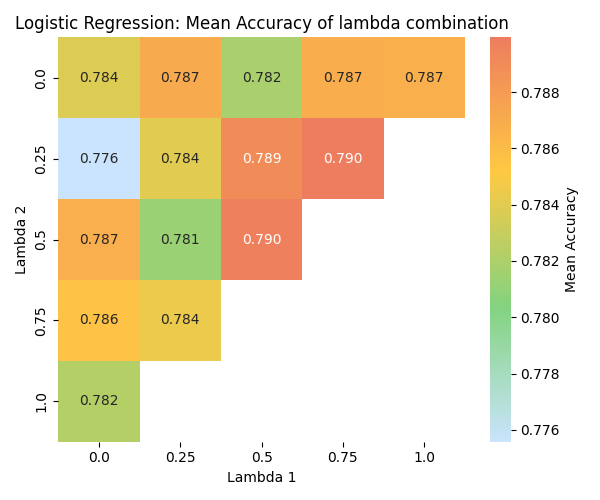 Logistic Regression: Mean Accuracy of lambda combination
0.0 0.784 0.787 0.782 0.787 0.787
0.25 0.776 0.784 0.789 0.790
0.5 0.787 0.781 0.790
0.75 0.786 0.784
1.0 0.782
0.0 0.25 0.5 0.75 1.0
Lambda 1
Lambda 2
0.788
0.786
0.784
0.782
0.780
0.778
0.776
Mean Accuracy